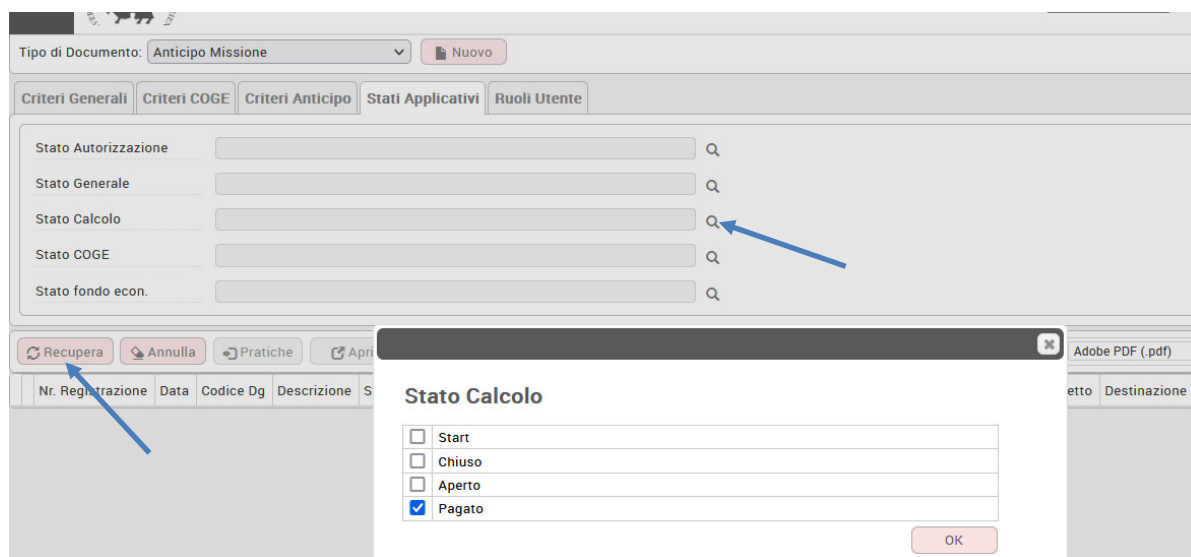 Tipo di Documento: Anticipo Missione Nuovo
Criteri Generali Criteri COGE Criteri Anticipo Stati Applicativi Ruoli Utente
Stato Autorizzazione
Stato Generale
Stato Calcolo
Stato COGE
Stato fondo econ.
Recupera Annulla Pratiche Apri Adobe PDF (.pdf)
Nr. Registrazione Data Codice Dg Descrizione S etto Destinazione
Stato Calcolo
Start
Chiuso
Aperto
Pagato
OK